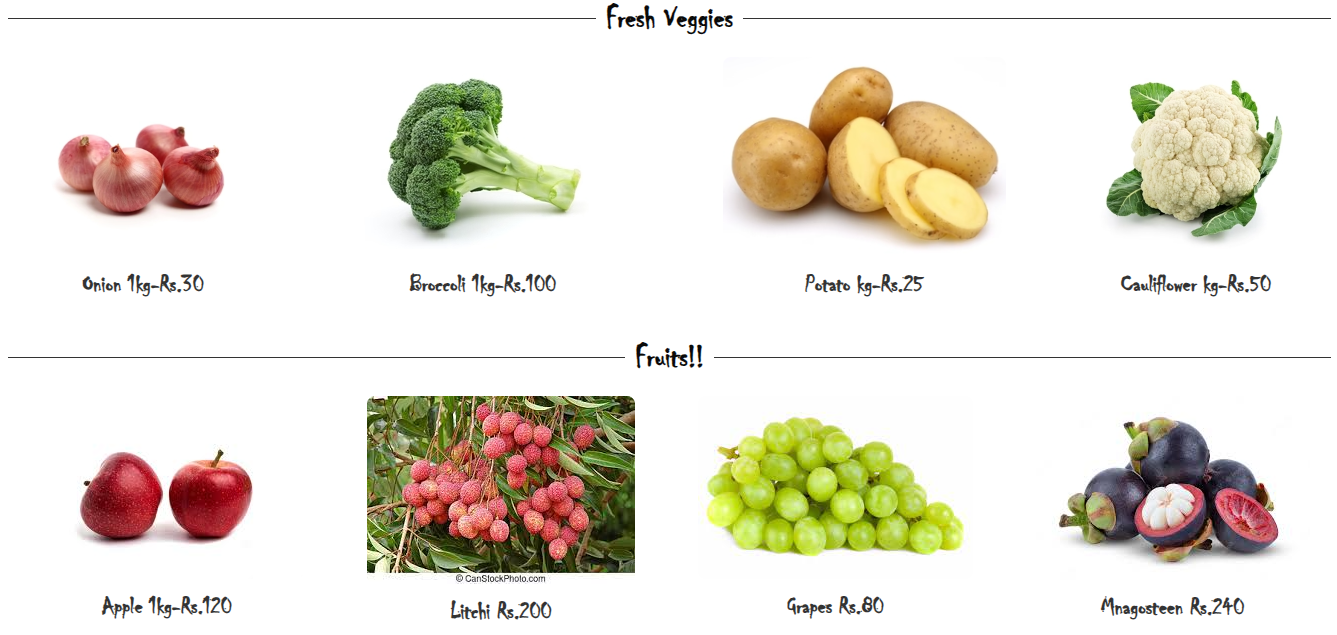 Fresh Veggies
Onion 1kg-Rs.30
Broccoli 1kg-Rs.100
Potato kg-Rs.25
Cauliflower kg-Rs.50
Fruits!!
© CanStockPhoto.com
Apple 1kg-Rs.120
Litchi Rs.200
Grapes Rs.80
Mnagosteen Rs.240